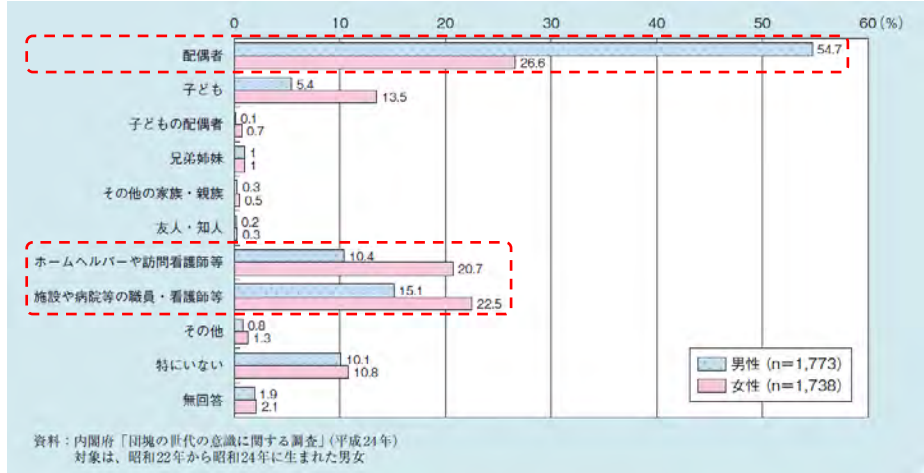 0 10 20 30 40 50 60 (%)
配偶者
54.7
26.6
子ども
5.4
13.5
子どもの配偶者
0.1
0.7
兄弟姉妹
1
1
その他の家族・親族
0.3
0.5
友人・知人
0.2
0.3
ホームヘルパーや訪問看護師等
10.4
20.7
施設や病院等の職員・看護師等
15.1
22.5
その他
0.8
1.3
特にいない
10.1
10.8
無回答
1.9
2.1
男性 (n=1,773)
女性 (n=1,738)
資料：内閣府「団塊の世代の意識に関する調査」(平成24年)
対象は、昭和22年から昭和24年に生まれた男女